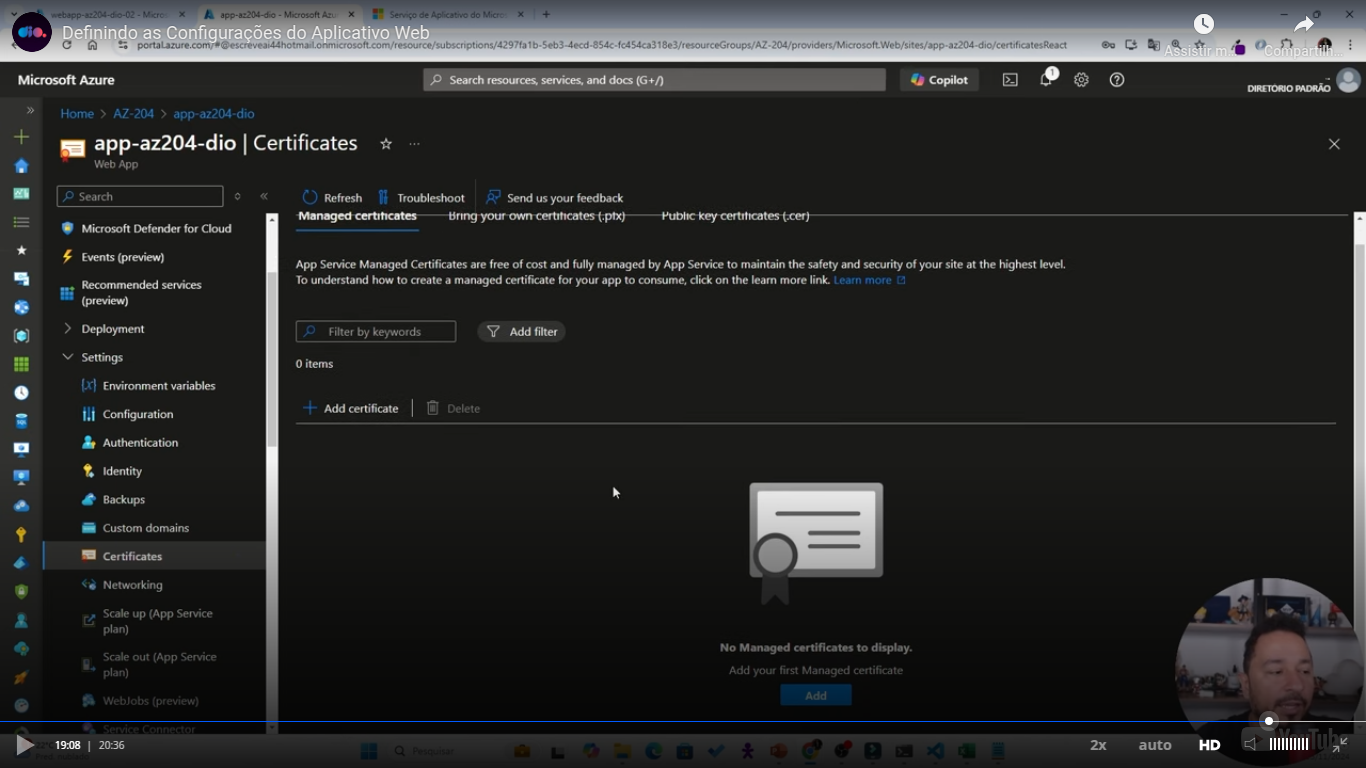 webapp-az204-dio-02 - Micros
app-az204-dio - Microsoft Azu
Serviço de Aplicativo do Micros
dio.
Definindo as Configurações do Aplicativo Web
Assistir m...
Compartilh...
portal.azure.com/#@escreveai44hotmail.onmicrosoft.com/resource/subscriptions/4297fa1b-5eb3-4ecd-854c-fc454ca318e3/resourceGroups/AZ-204/providers/Microsoft.Web/sites/app-az204-dio/certificatesReact
Microsoft Azure
Search resources, services, and docs (G+/)
Copilot
1
DIRETÓRIO PADRÃO
Home > AZ-204 > app-az204-dio
app-az204-dio | Certificates
Web App
Search
Refresh
Troubleshoot
Send us your feedback
Managed certificates
Bring your own certificates (.pfx)
Public key certificates (.cer)
Microsoft Defender for Cloud
Events (preview)
Recommended services
(preview)
Deployment
Settings
Environment variables
Configuration
Authentication
Identity
Backups
Custom domains
Certificates
Networking
Scale up (App Service
plan)
Scale out (App Service
plan)
WebJobs (preview)
Service Connector
App Service Managed Certificates are free of cost and fully managed by App Service to maintain the safety and security of your site at the highest level.
To understand how to create a managed certificate for your app to consume, click on the learn more link. Learn more
Filter by keywords
Add filter
0 items
Add certificate
Delete
No Managed certificates to display.
Add your first Managed certificate
Add
19:08 | 20:36
Pesquisar
2x
auto
HD
YouTube